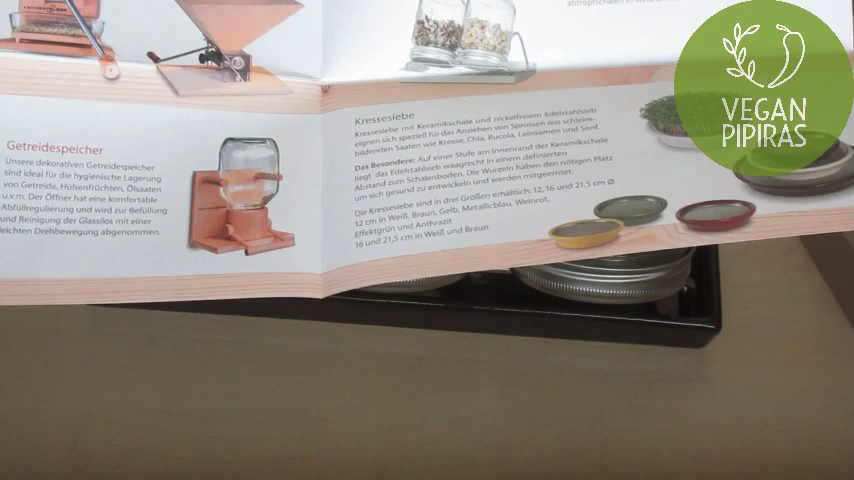 abtropfschalen in Weiß
VEGAN
PIPIRAS
Getreidespeicher
Unsere dekorativen Getreidespeicher
sind ideal für die hygienische Lagerung
von Getreide, Hülsenfrüchten, Ölsaaten
u.v.m. Der Öffner hat eine komfortable
Abfüllregulierung und wird zur Befüllung
und Reinigung der Glassilos mit einer
leichten Drehbewegung abgenommen.
Kressesiebe
Kressesiebe mit Keramikschale und nickelfreiem Edelstahlsieb
eignen sich speziell für das Anziehen von Sprossen aus schleim-
bildenden Saaten wie Kresse, Chia, Rucola, Leinsamen und Senf.
Das Besondere: Auf einer Stufe am Innenrand der Keramikschale
liegt das Edelstahlsieb waagrecht in einem definierten
Abstand zum Schalenboden. Die Wurzeln haben den nötigen Platz
um sich gesund zu entwickeln und werden mitgeerntet.
Die Kressesiebe sind in drei Größen erhältlich: 12, 16 und 21,5 cm Ø
12 cm in Weiß, Braun, Gelb, Metallicblau, Weinrot,
Effektgrün und Anthrazit
16 und 21,5 cm in Weiß und Braun